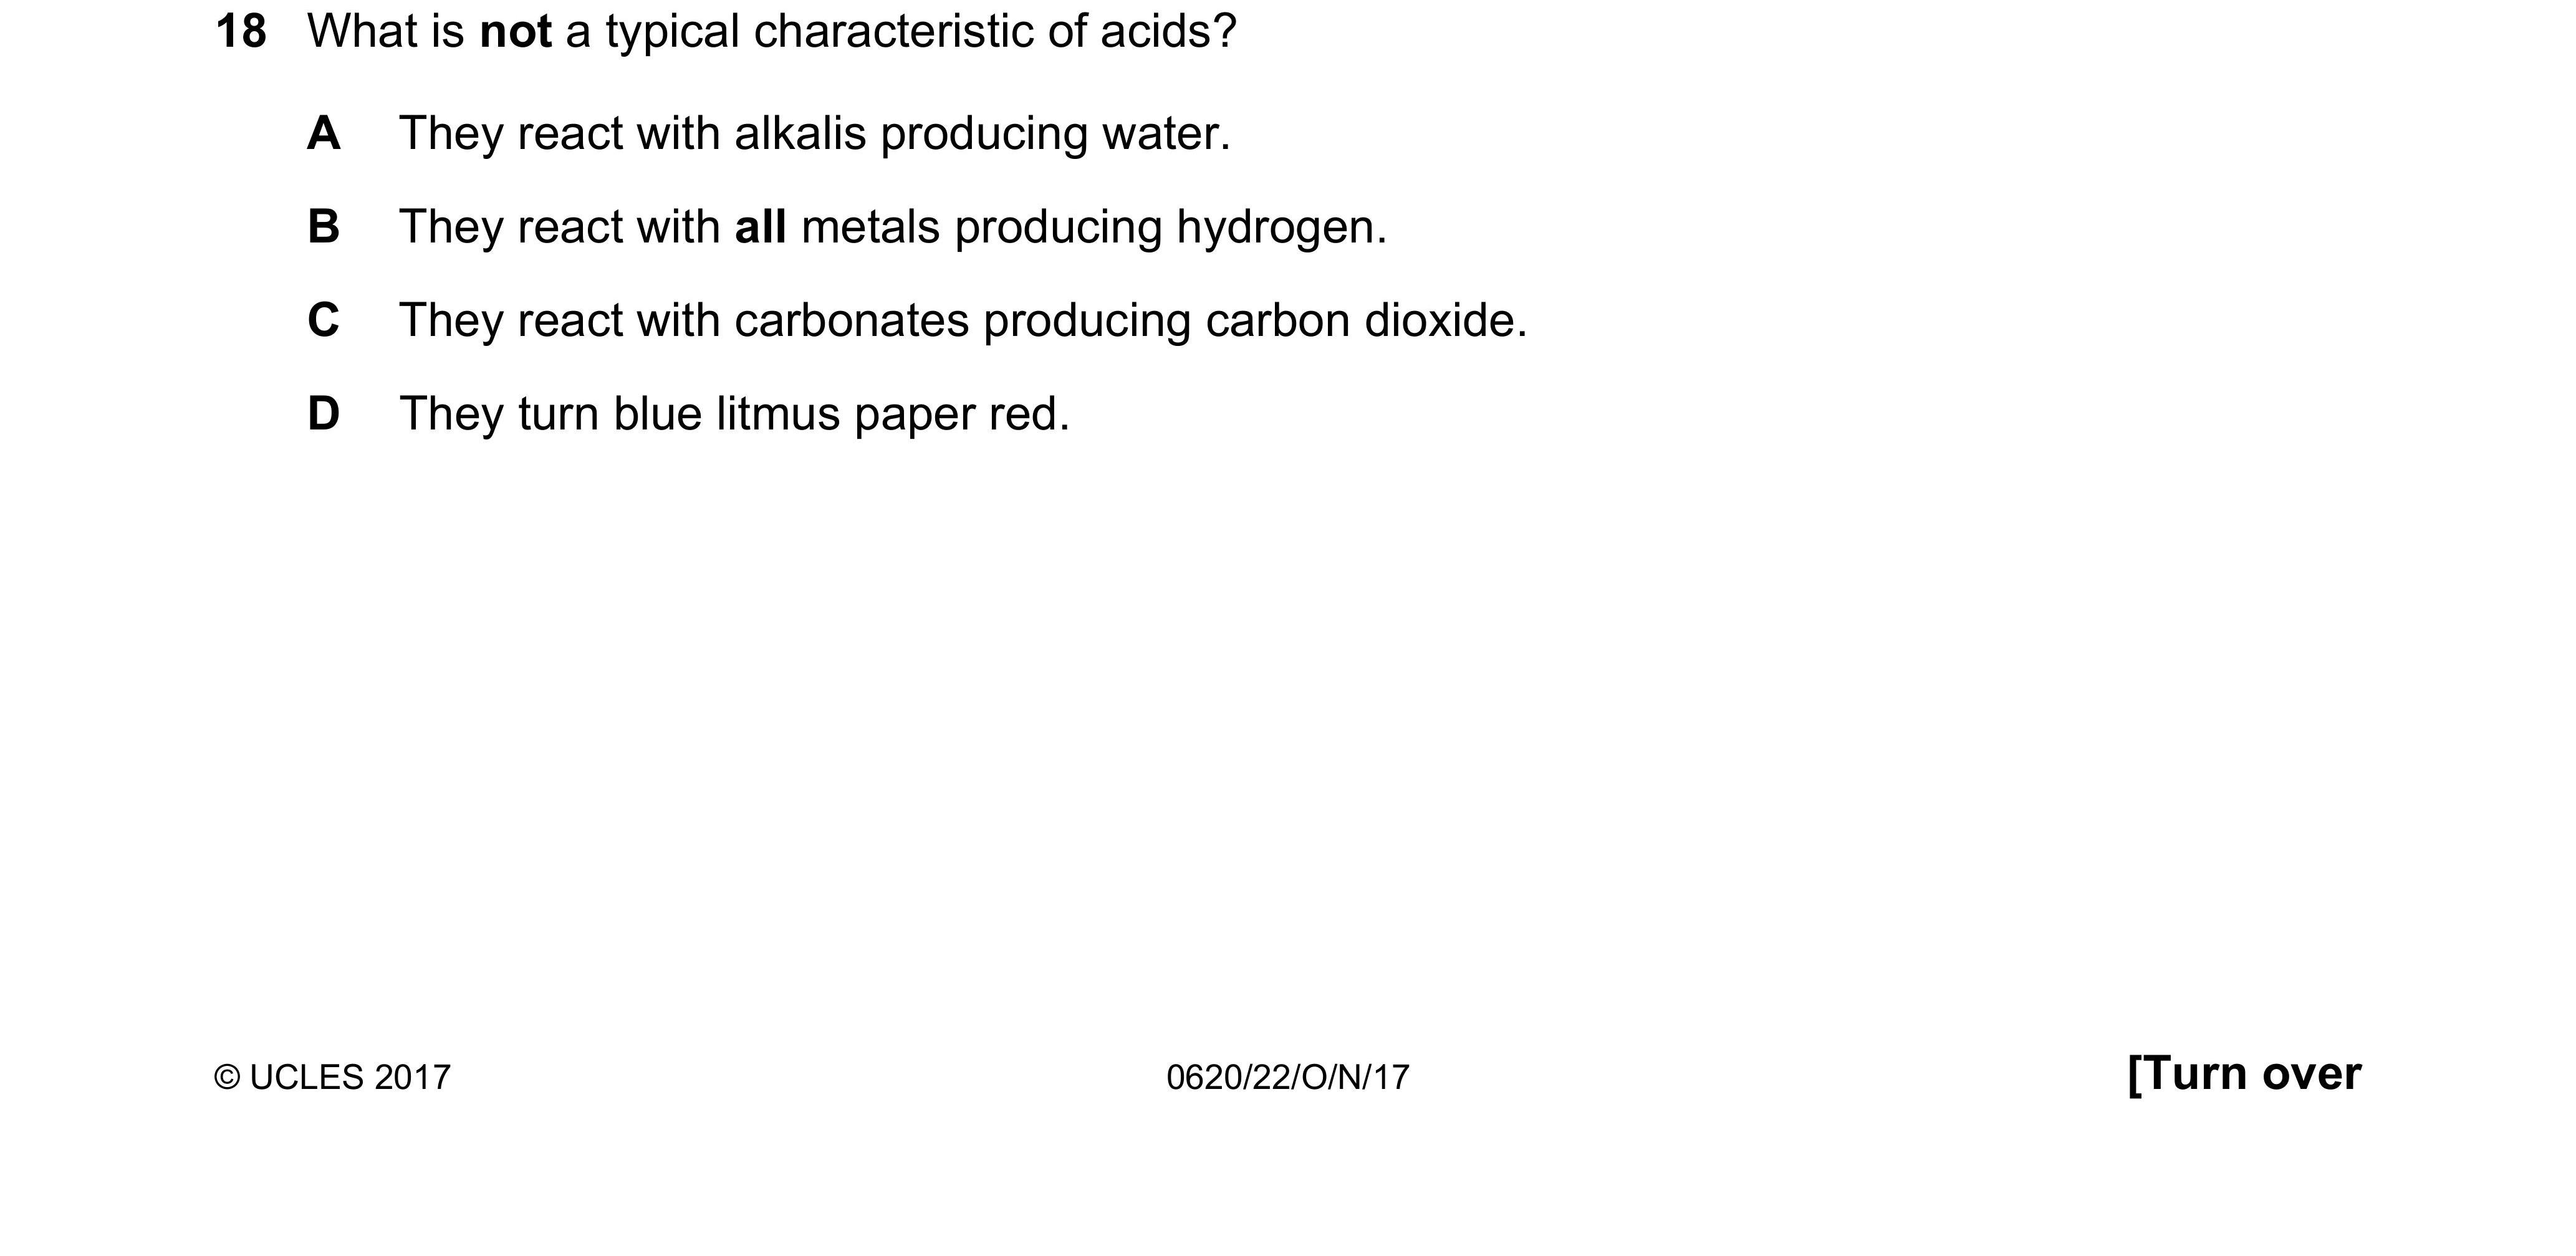 18 What is not a typical characteristic of acids?
A They react with alkalis producing water.
B They react with all metals producing hydrogen.
C They react with carbonates producing carbon dioxide.
D They turn blue litmus paper red.
© UCLES 2017 0620/22/O/N/17 [Turn over